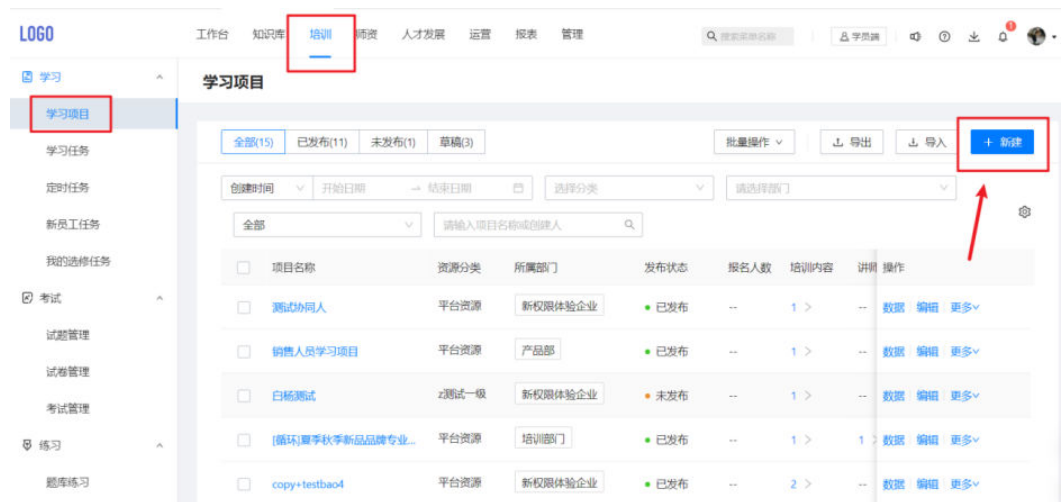 LOGO 工作台 知识库 培训 师资 人才发展 运营 报表 管理 搜索菜单名称 学员端 1
学习
学习项目
学习任务
定时任务
新员工任务
我的选修任务
考试
试题管理
试卷管理
考试管理
练习
题库练习
学习项目
全部(15) 已发布(11) 未发布(1) 草稿(3) 批量操作 导出 导入 + 新建
创建时间 开始日期 → 结束日期 选择分类 请选择部门
全部 请输入项目名称或创建人
项目名称 资源分类 所属部门 发布状态 报名人数 培训内容 讲师 操作
测试协同人 平台资源 新权限体验企业 已发布 -- 1 > -- 数据 编辑 更多
销售人员学习项目 平台资源 产品部 已发布 -- 1 > -- 数据 编辑 更多
白杨测试 z测试一级 新权限体验企业 未发布 -- 1 > -- 数据 编辑 更多
[循环]夏季秋季新品品牌专业... 平台资源 培训部门 已发布 -- 1 > 1 数据 编辑 更多
copy+testbao4 平台资源 新权限体验企业 已发布 -- 2 > -- 数据 编辑 更多